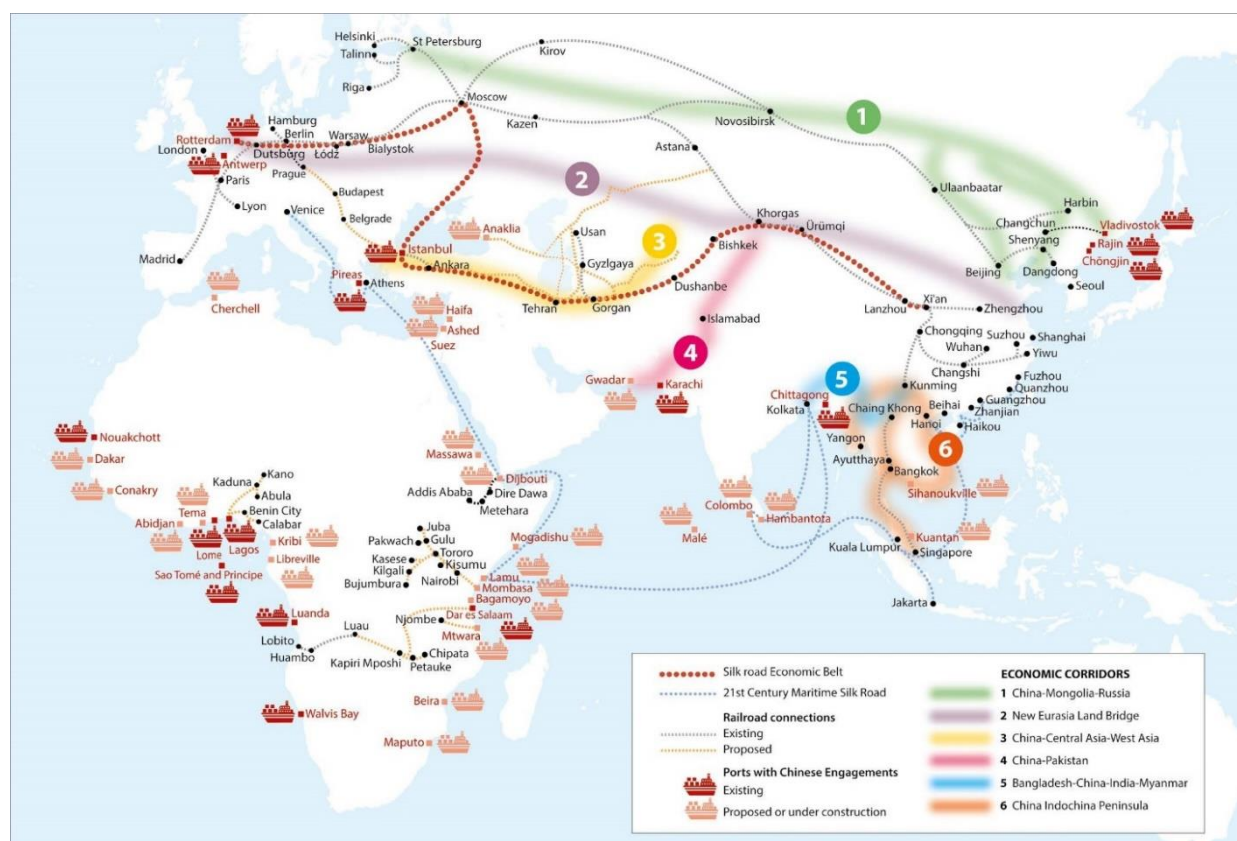 Helsinki
St Petersburg
Talinn
Kirov
Riga
Moscow
Kazen
Novosibirsk
1
Hamburg
Rotterdam
Berlin
London
Warsaw
Dutsburg
Łódź
Bialystok
Antwerp
Astana
Paris
Prague
2
Ulaanbaatar
Lyon
Venice
Budapest
Belgrade
Khorgas
Harbin
Changchun
Vladivostok
Ürümqi
Anaklia
Usan
3
Bishkek
Shenyang
Rajin
Istanbul
Chongjin
Madrid
Ankara
Gyzlgaya
Beijing
Dangdong
Pireas
Athens
Dushanbe
Seoul
Cherchell
Haifa
Tehran
Gorgan
Lanzhou
Xi'an
Zhengzhou
Ashed
Islamabad
Suez
Chongqing
Suzhou
Shanghai
Wuhan
Yiwu
4
Changshi
Gwadar
Karachi
5
Kunming
Fuzhou
Quanzhou
Chittagong
Guangzhou
Kolkata
Chaing Khong
Beihai
Zhanjian
Hanoi
Haikou
Nouakchott
Yangon
6
Massawa
Dakar
Ayutthaya
Kano
Bangkok
Kaduna
Djibouti
Sihanoukville
Conakry
Abula
Addis Ababa
Dire Dawa
Metehara
Tema
Benin City
Colombo
Hambantota
Abidjan
Calabar
Juba
Malé
Kuantan
Kribi
Pakwach
Gulu
Mogadishu
Lome
Lagos
Tororo
Kuala Lumpur
Singapore
Libreville
Kasese
Kisumu
Kilgali
Sao Tomé and Principe
Bujumbura
Nairobi
Lamu
Mombasa
Bagamoyo
Jakarta
Luanda
Njombe
Dar es Salaam
Luau
Mtwara
Lobito
Huambo
Kapiri Mposhi
Chipata
Petauke
Beira
Walvis Bay
Maputo
Silk road Economic Belt
21st Century Maritime Silk Road
Railroad connections
Existing
Proposed
Ports with Chinese Engagements
Existing
Proposed or under construction
ECONOMIC CORRIDORS
1 China-Mongolia-Russia
2 New Eurasia Land Bridge
3 China-Central Asia-West Asia
4 China-Pakistan
5 Bangladesh-China-India-Myanmar
6 China Indochina Peninsula